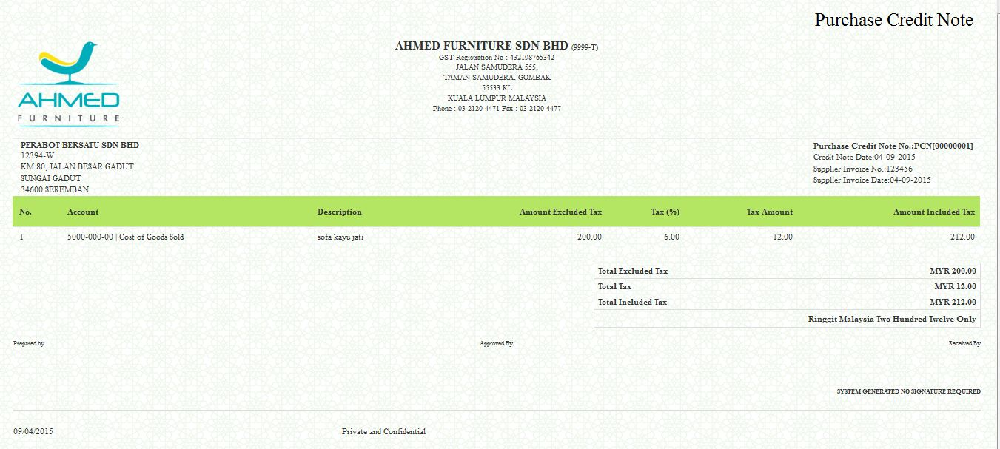 Purchase Credit Note
AHMED
FURNITURE
AHMED FURNITURE SDN BHD (9999-T)
GST Registration No : 432198765342
JALAN SAMUDERA 555,
TAMAN SAMUDERA, GOMBAK
55533 KL
KUALA LUMPUR MALAYSIA
Phone : 03-2120 4471 Fax : 03-2120 4477
PERABOT BERSATU SDN BHD
12394-W
KM 80, JALAN BESAR GADUT
SUNGAI GADUT
34600 SEREMBAN
Purchase Credit Note No.:PCN[00000001]
Credit Note Date:04-09-2015
Supplier Invoice No.:123456
Supplier Invoice Date:04-09-2015
No. Account Description Amount Excluded Tax Tax (%) Tax Amount Amount Included Tax
1 5000-000-00 | Cost of Goods Sold sofa kayu jati 200.00 6.00 12.00 212.00
Total Excluded Tax MYR 200.00
Total Tax MYR 12.00
Total Included Tax MYR 212.00
Ringgit Malaysia Two Hundred Twelve Only
Prepared by Approved By Received By
SYSTEM GENERATED NO SIGNATURE REQUIRED
09/04/2015 Private and Confidential